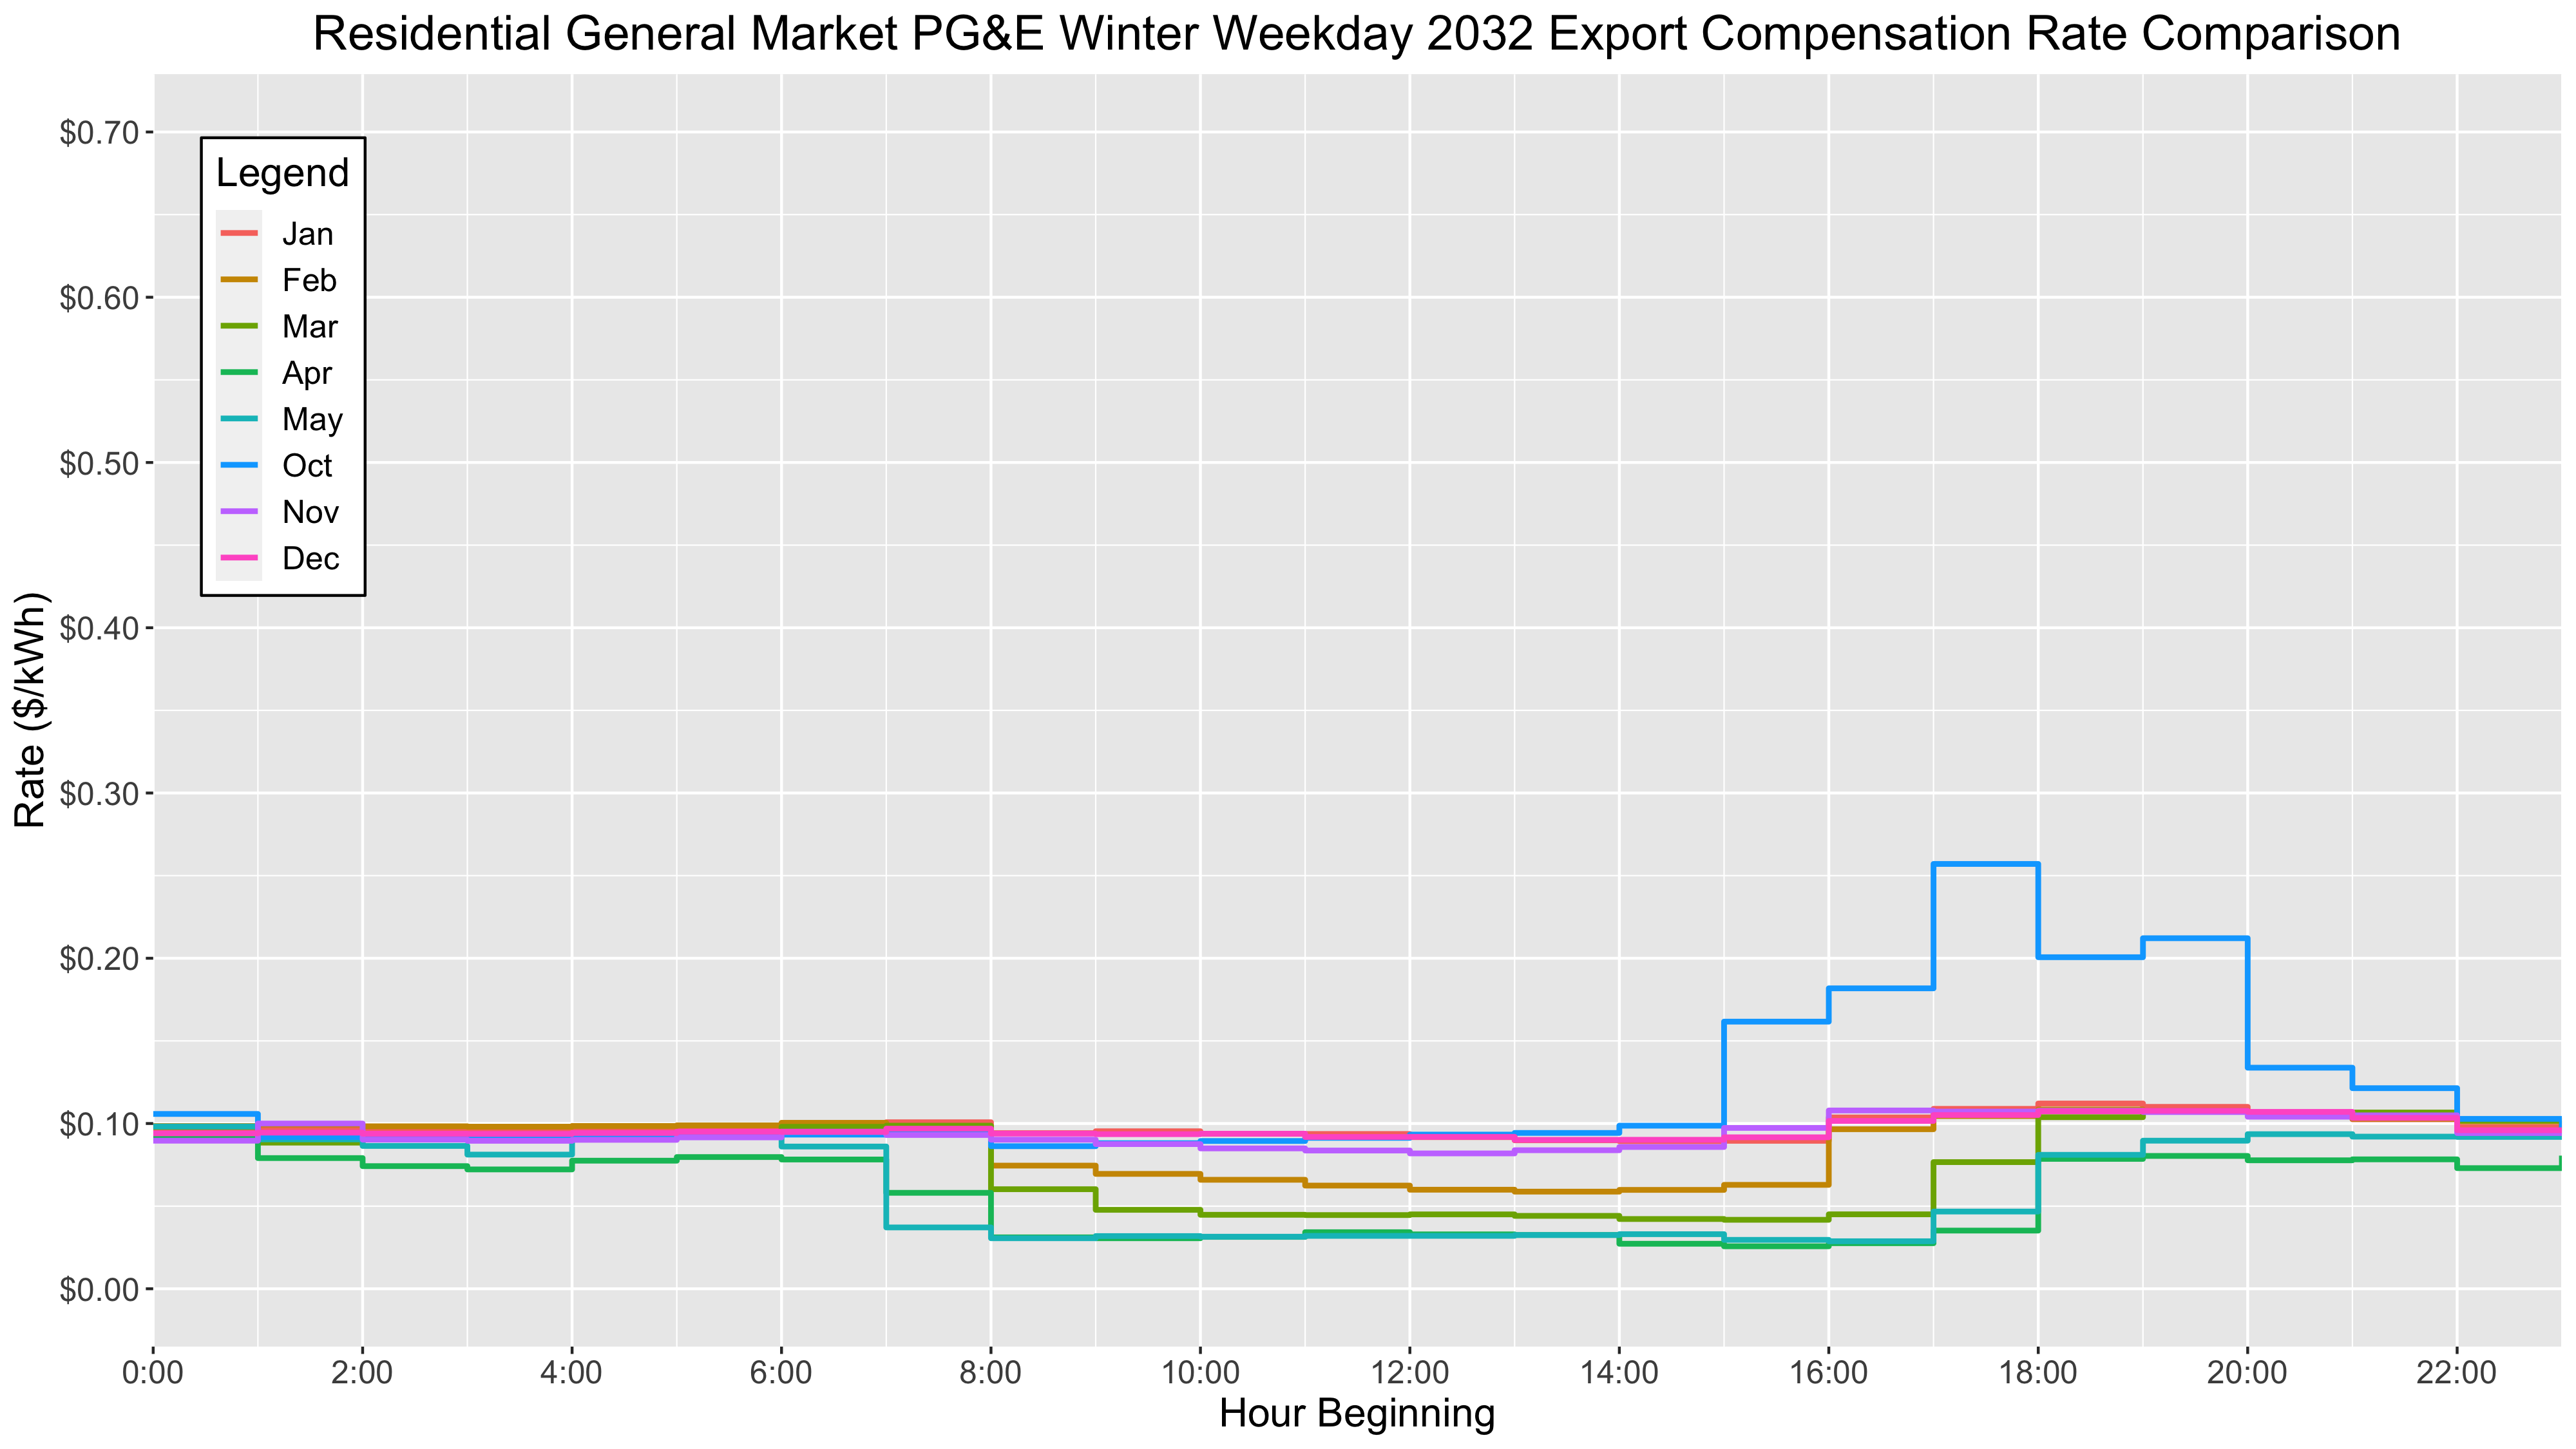 Residential General Market PG&E Winter Weekday 2032 Export Compensation Rate Comparison
$0.70
$0.60
$0.50
$0.40
$0.30
$0.20
$0.10
$0.00
Rate ($/kWh)
Legend
Jan
Feb
Mar
Apr
May
Oct
Nov
Dec
0:00 2:00 4:00 6:00 8:00 10:00 12:00 14:00 16:00 18:00 20:00 22:00
Hour Beginning